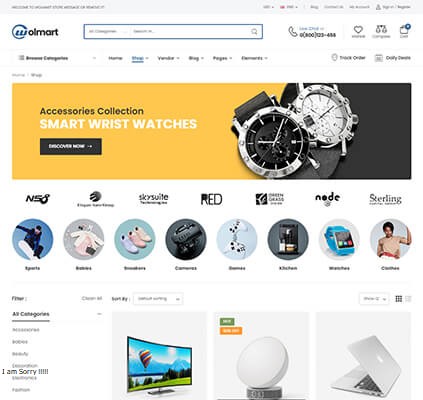 WELCOME TO WOLMART STORE MESSAGE OR REMOVE IT!
USD ENG Blog Contact Us My Account Sign in / Register
Wolmart
All Categories Search in...
Live Chat or :
0(800)123-456
Wishlist Compare Cart
Browse Categories Home Shop Vendor Blog Pages Elements Track Order Daily Deals
Home Shop
Accessories Collection
SMART WRIST WATCHES
DISCOVER NOW
NS8 skysuite Technologies RED GREEN GRASS node Sterling
Sports Babies Sneakers Cameras Games Kitchen Watches Clothes
Filter : Clean All Sort By : Default sorting Show 12
All Categories
Accessories
Babies
Beauty
Decoration
I am Sorry !!!!!
Electronics
Fashion
HOT